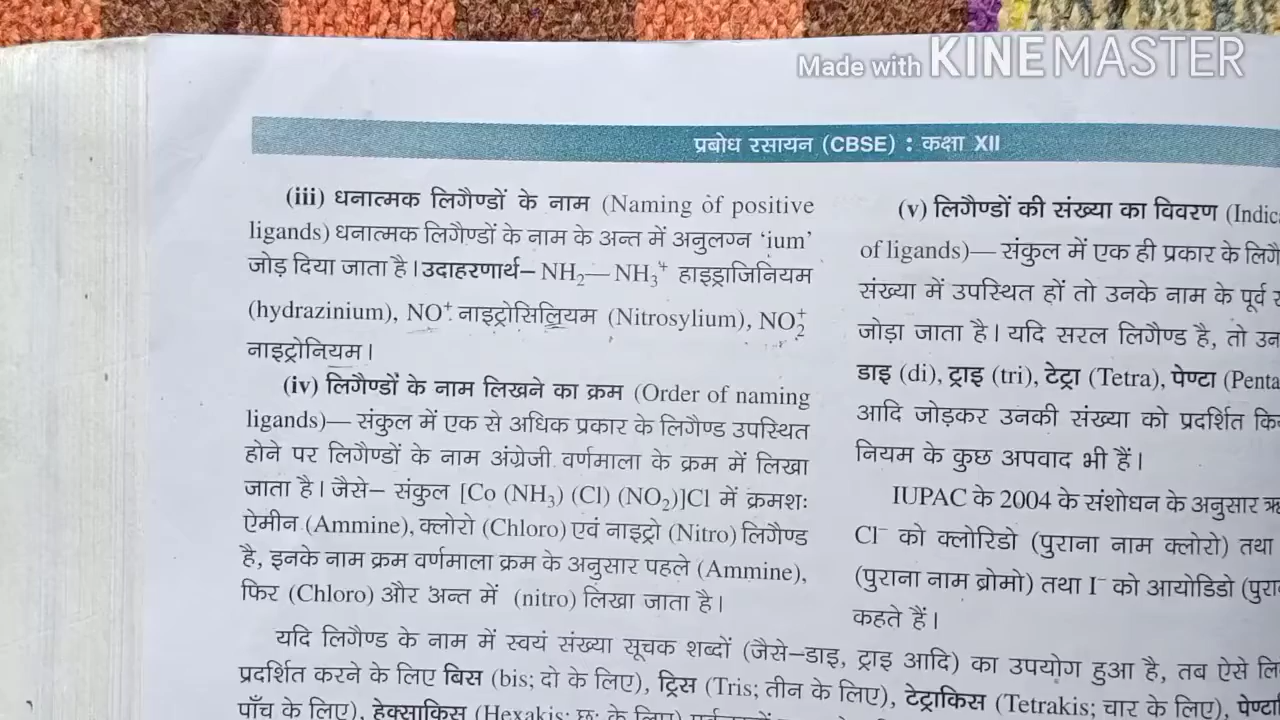 Made with KINEMASTER
प्रबोध रसायन (CBSE) : कक्षा XII
(iii) धनात्मक लिगैण्डों के नाम (Naming of positive
ligands) धनात्मक लिगैण्डों के नाम के अन्त में अनुलग्न ‘ium’
जोड़ दिया जाता है। उदाहरणार्थ– NH₂—NH₃⁺ हाइड्राजिनियम
(hydrazinium), NO⁺ नाइट्रोसिलियम (Nitrosylium), NO₂⁺
नाइट्रोनियम।
(iv) लिगैण्डों के नाम लिखने का क्रम (Order of naming
ligands)— संकुल में एक से अधिक प्रकार के लिगैण्ड उपस्थित
होने पर लिगैण्डों के नाम अंग्रेजी वर्णमाला के क्रम में लिखा
जाता है। जैसे– संकुल [Co (NH₃) (Cl) (NO₂)]Cl में क्रमशः
ऐमीन (Ammine), क्लोरो (Chloro) एवं नाइट्रो (Nitro) लिगैण्ड
है, इनके नाम क्रम वर्णमाला क्रम के अनुसार पहले (Ammine),
फिर (Chloro) और अन्त में (nitro) लिखा जाता है।
(v) लिगैण्डों की संख्या का विवरण (Indic
of ligands)— संकुल में एक ही प्रकार के लिगै
संख्या में उपस्थित हों तो उनके नाम के पूर्व
जोड़ा जाता है। यदि सरल लिगैण्ड है, तो उन
डाइ (di), ट्राइ (tri), टेट्रा (Tetra), पेण्टा (Penta
आदि जोड़कर उनकी संख्या को प्रदर्शित कि
नियम के कुछ अपवाद भी हैं।
IUPAC के 2004 के संशोधन के अनुसार ऋ
Cl⁻ को क्लोरिडो (पुराना नाम क्लोरो) तथा
(पुराना नाम ब्रोमो) तथा I⁻ को आयोडिडो (पुरा
कहते हैं।
यदि लिगैण्ड के नाम में स्वयं संख्या सूचक शब्दों (जैसे–डाइ, ट्राइ आदि) का उपयोग हुआ है, तब ऐसे लि
प्रदर्शित करने के लिए बिस (bis; दो के लिए), ट्रिस (Tris; तीन के लिए), टेट्राकिस (Tetrakis; चार के लिए), पेण्टा
पाँच के लिए), हेक्साकिस (Hexakis; छः के लिए)